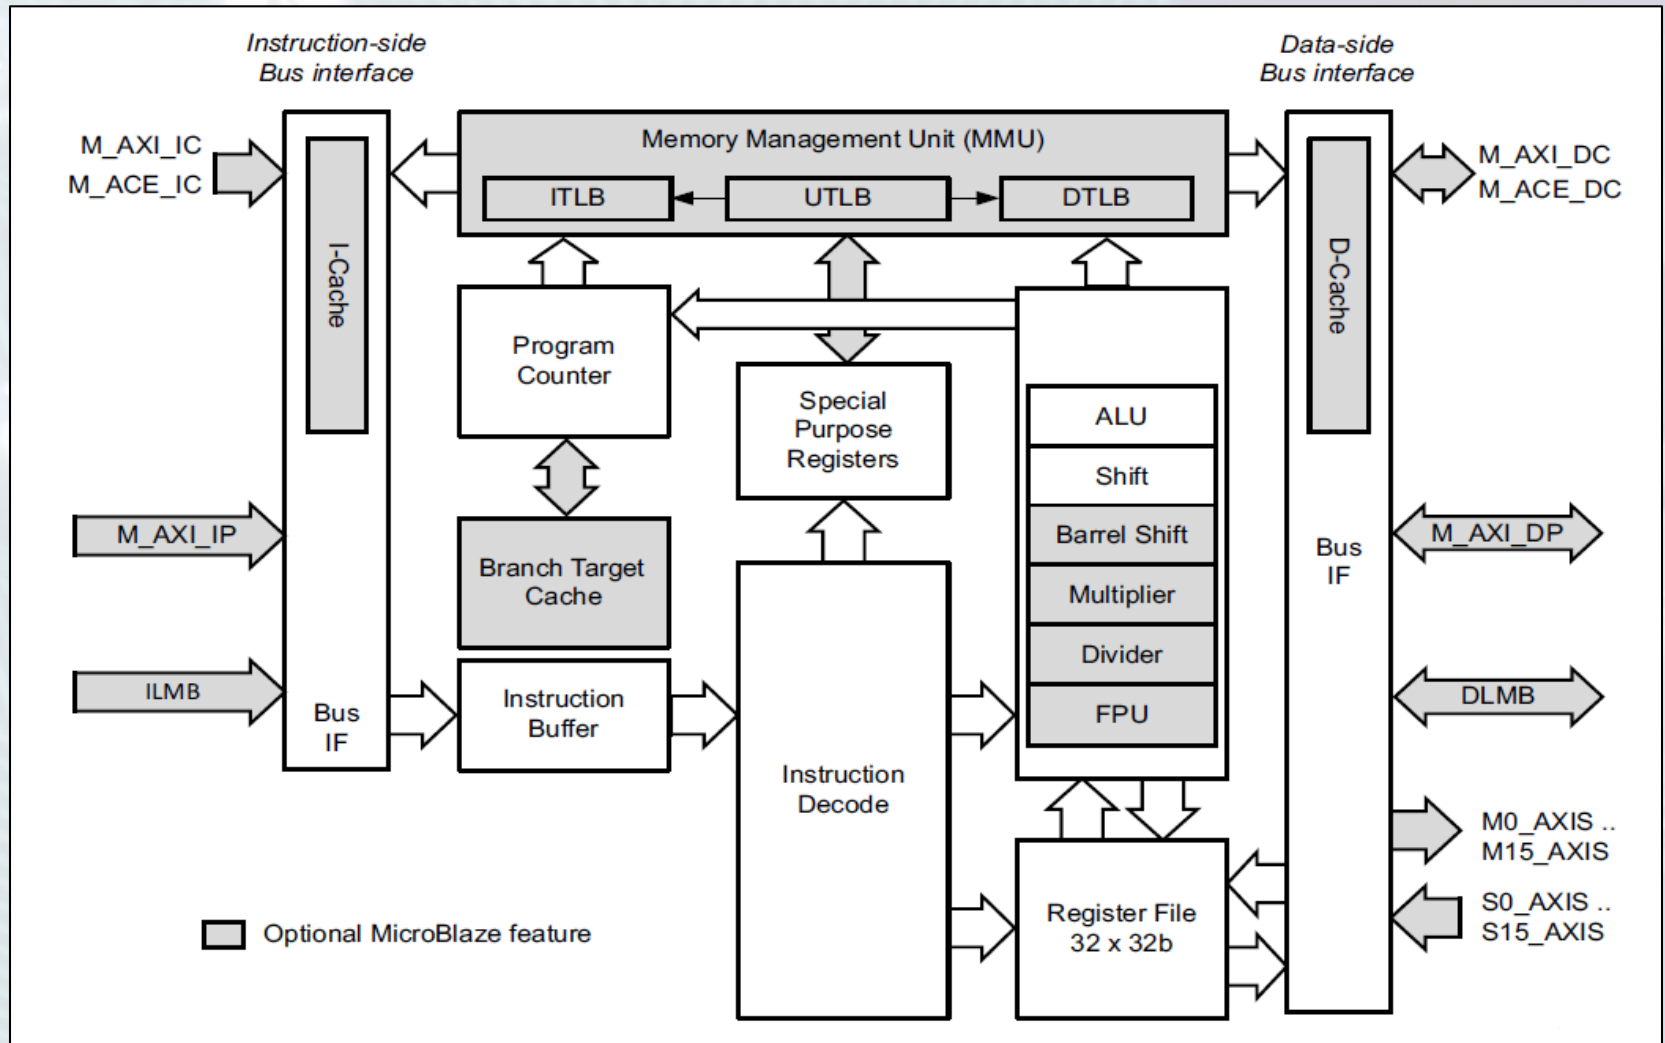 Instruction-side
Bus interface
Data-side
Bus interface
M_AXI_IC
M_ACE_IC
I-Cache
Memory Management Unit (MMU)
ITLB
UTLB
DTLB
D-Cache
M_AXI_DC
M_ACE_DC
Program
Counter
Special
Purpose
Registers
ALU
Shift
Barrel Shift
Multiplier
Divider
FPU
M_AXI_IP
Branch Target
Cache
Bus
IF
M_AXI_DP
ILMB
Bus
IF
Instruction
Buffer
DLMB
Instruction
Decode
Register File
32 x 32b
M0_AXIS ..
M15_AXIS
S0_AXIS ..
S15_AXIS
Optional MicroBlaze feature